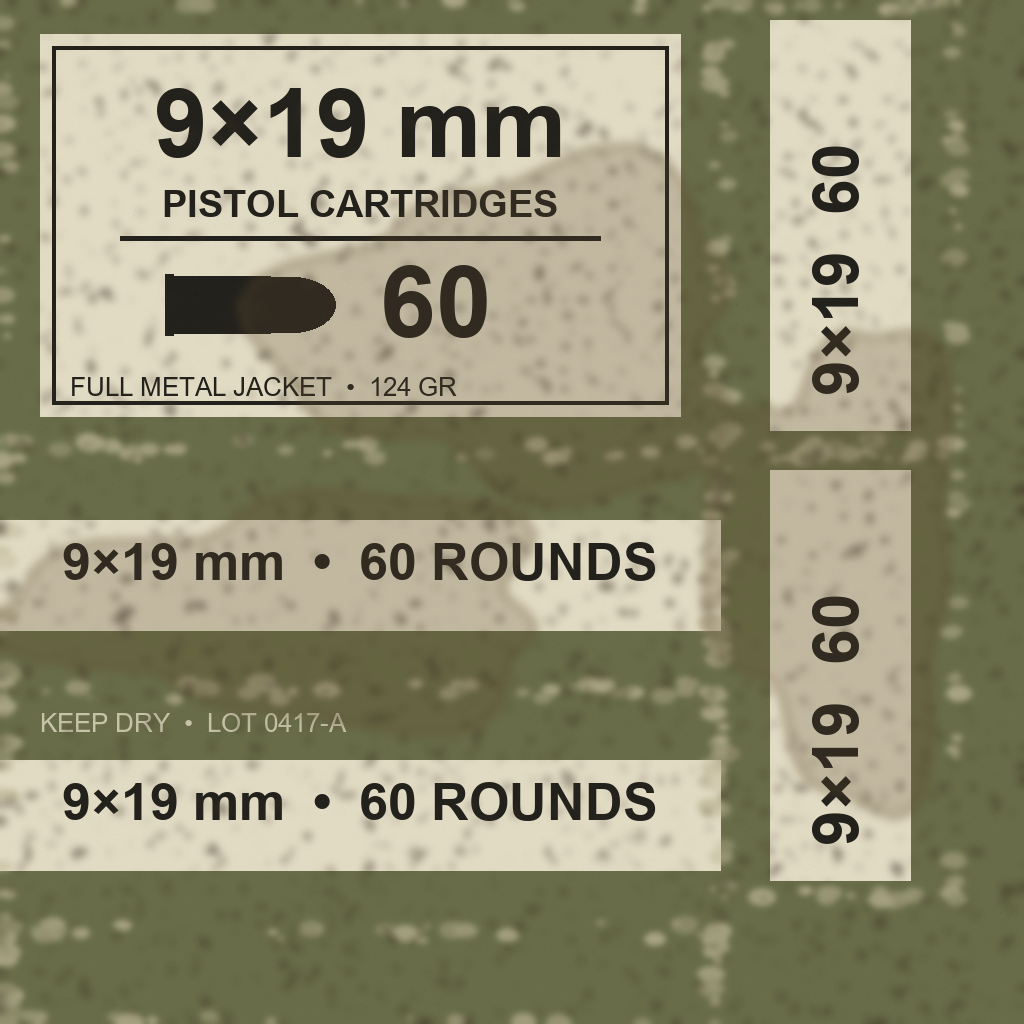 9×19 mm
PISTOL CARTRIDGES
60
FULL METAL JACKET • 124 GR
9×19 60
9×19 mm • 60 ROUNDS
9×19 60
KEEP DRY • LOT 0417-A
9×19 mm • 60 ROUNDS